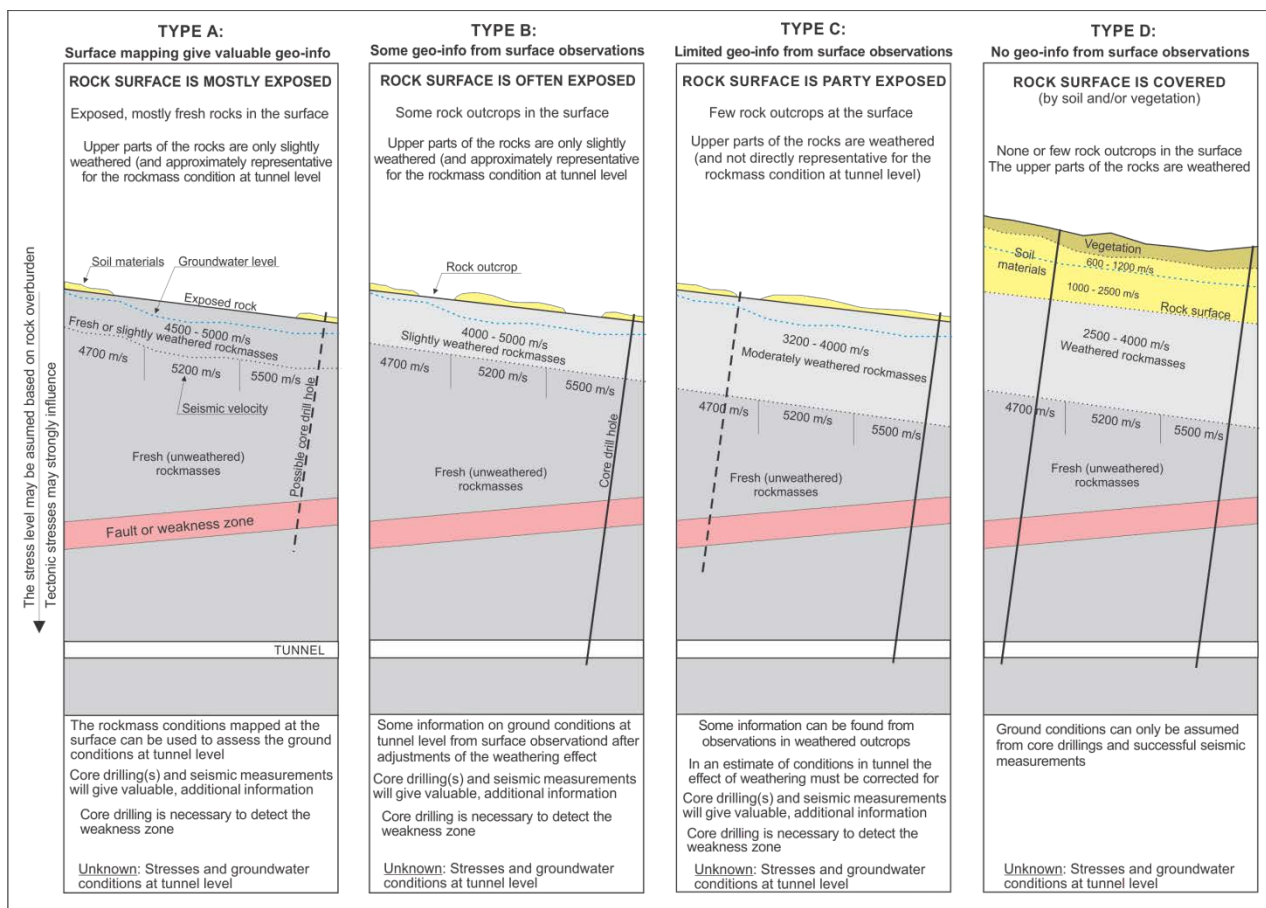 TYPE A:
Surface mapping give valuable geo-info
ROCK SURFACE IS MOSTLY EXPOSED
Exposed, mostly fresh rocks in the surface
Upper parts of the rocks are only slightly
weathered (and approximately representative
for the rockmass condition at tunnel level
Soil materials
Groundwater level
Exposed rock
4500 - 5000 m/s
Fresh or slightly weathered rockmasses
4700 m/s
5200 m/s
5500 m/s
Seismic velocity
Possible core drill hole
Fresh (unweathered)
rockmasses
Fault or weakness zone
TUNNEL
The rockmass conditions mapped at the
surface can be used to assess the ground
conditions at tunnel level
Core drilling(s) and seismic measurements
will give valuable, additional information
Core drilling is necessary to detect the
weakness zone
Unknown: Stresses and groundwater
conditions at tunnel level
The stress level may be asumed based on rock overburden
Tectonic stresses may strongly influence
TYPE B:
Some geo-info from surface observations
ROCK SURFACE IS OFTEN EXPOSED
Some rock outcrops in the surface
Upper parts of the rocks are only slightly
weathered (and approximately representative
for the rockmass condition at tunnel level
Rock outcrop
4000 - 5000 m/s
Slightly weathered rockmasses
4700 m/s
5200 m/s
5500 m/s
Core drill hole
Fresh (unweathered)
rockmasses
Some information on ground conditions at
tunnel level from surface observationd after
adjustments of the weathering effect
Core drilling(s) and seismic measurements
will give valuable, additional information
Core drilling is necessary to detect the
weakness zone
Unknown: Stresses and groundwater
conditions at tunnel level
TYPE C:
Limited geo-info from surface observations
ROCK SURFACE IS PARTY EXPOSED
Few rock outcrops at the surface
Upper parts of the rocks are weathered
(and not directly representative for the
rockmass condition at tunnel level)
3200 - 4000 m/s
Moderately weathered rockmasses
4700 m/s
5200 m/s
5500 m/s
Fresh (unweathered)
rockmasses
Some information can be found from
observations in weathered outcrops
In an estimate of conditions in tunnel the
effect of weathering must be corrected for
Core drilling(s) and seismic measurements
will give valuable, additional information
Core drilling is necessary to detect the
weakness zone
Unknown: Stresses and groundwater
conditions at tunnel level
TYPE D:
No geo-info from surface observations
ROCK SURFACE IS COVERED
(by soil and/or vegetation)
None or few rock outcrops in the surface
The upper parts of the rocks are weathered
Vegetation
Soil
materials
600 - 1200 m/s
1000 - 2500 m/s
Rock surface
2500 - 4000 m/s
Weathered rockmasses
4700 m/s
5200 m/s
5500 m/s
Fresh (unweathered)
rockmasses
Ground conditions can only be assumed
from core drillings and successful seismic
measurements
Unknown: Stresses and groundwater
conditions at tunnel level